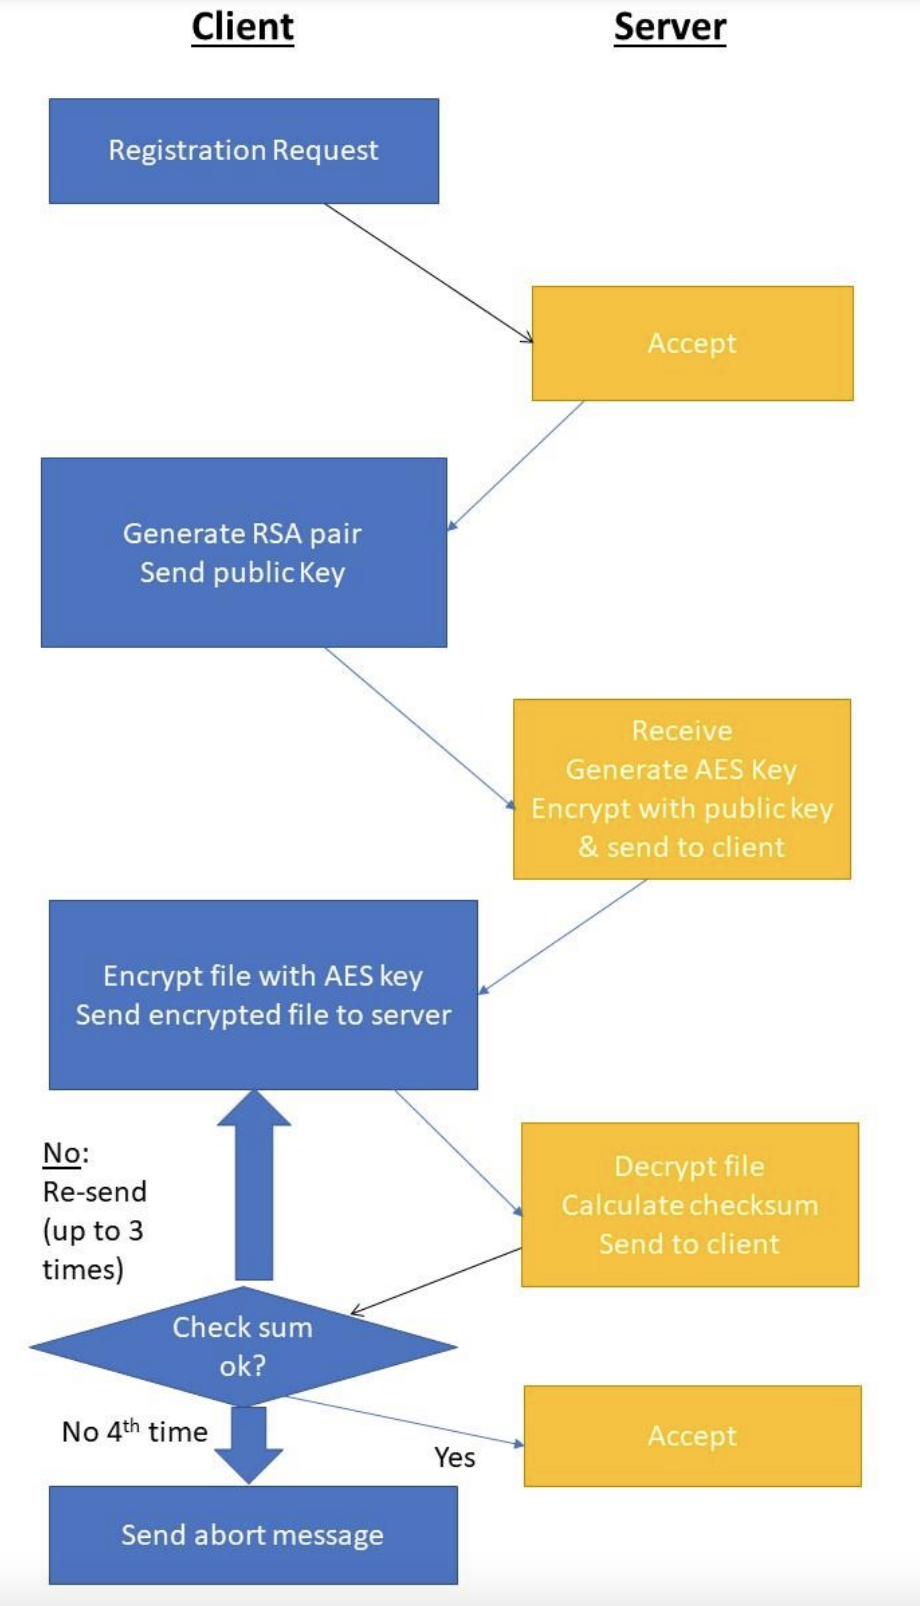 Client
Server
Registration Request
Accept
Generate RSA pair
Send public Key
Receive
Generate AES Key
Encrypt with public key
& send to client
Encrypt file with AES key
Send encrypted file to server
Decrypt file
Calculate checksum
Send to client
No:
Re-send
(up to 3
times)
Check sum
ok?
No 4th time
Yes
Accept
Send abort message